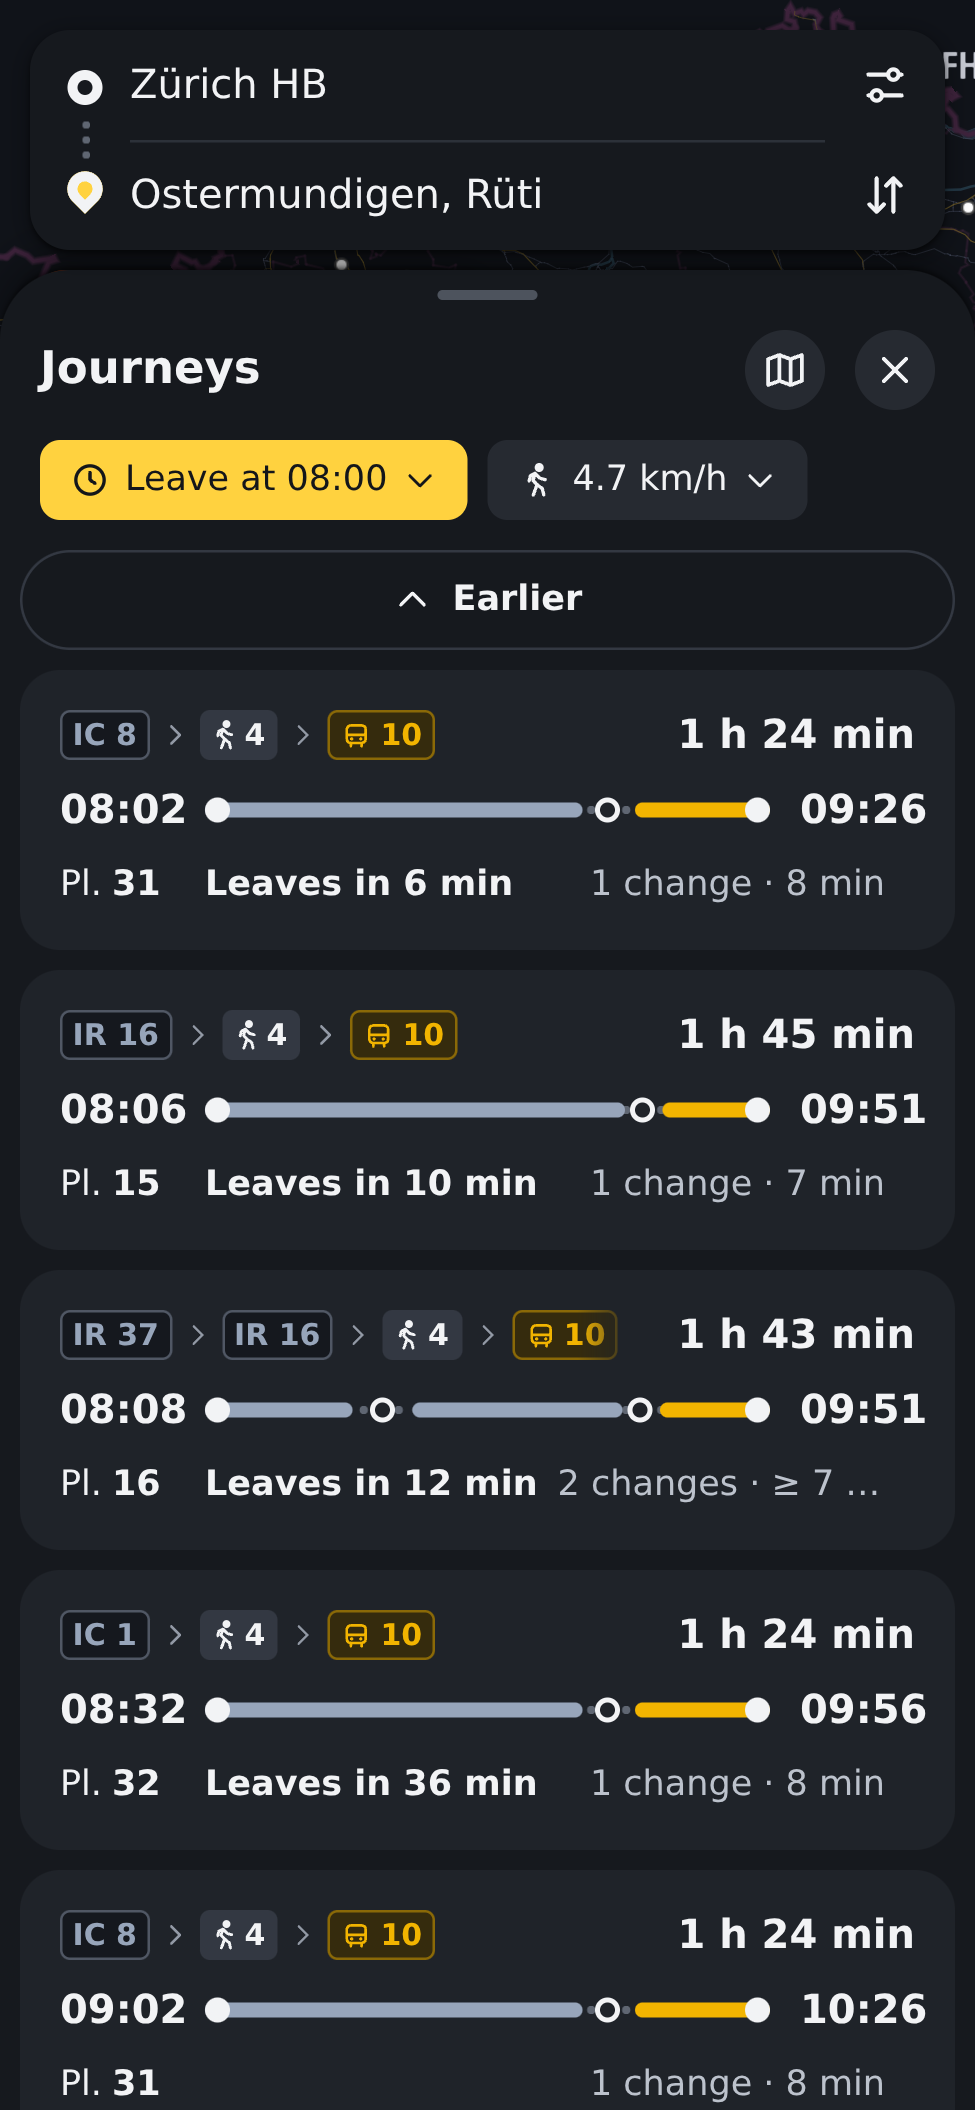 Zürich HB
FH
Ostermundigen, Rüti
Journeys
Leave at 08:00
4.7 km/h
Earlier
IC 8 > 4 > 10 1 h 24 min
08:02 09:26
Pl. 31 Leaves in 6 min 1 change · 8 min
IR 16 > 4 > 10 1 h 45 min
08:06 09:51
Pl. 15 Leaves in 10 min 1 change · 7 min
IR 37 > IR 16 > 4 > 10 1 h 43 min
08:08 09:51
Pl. 16 Leaves in 12 min 2 changes · ≥ 7 ...
IC 1 > 4 > 10 1 h 24 min
08:32 09:56
Pl. 32 Leaves in 36 min 1 change · 8 min
IC 8 > 4 > 10 1 h 24 min
09:02 10:26
Pl. 31 1 change · 8 min